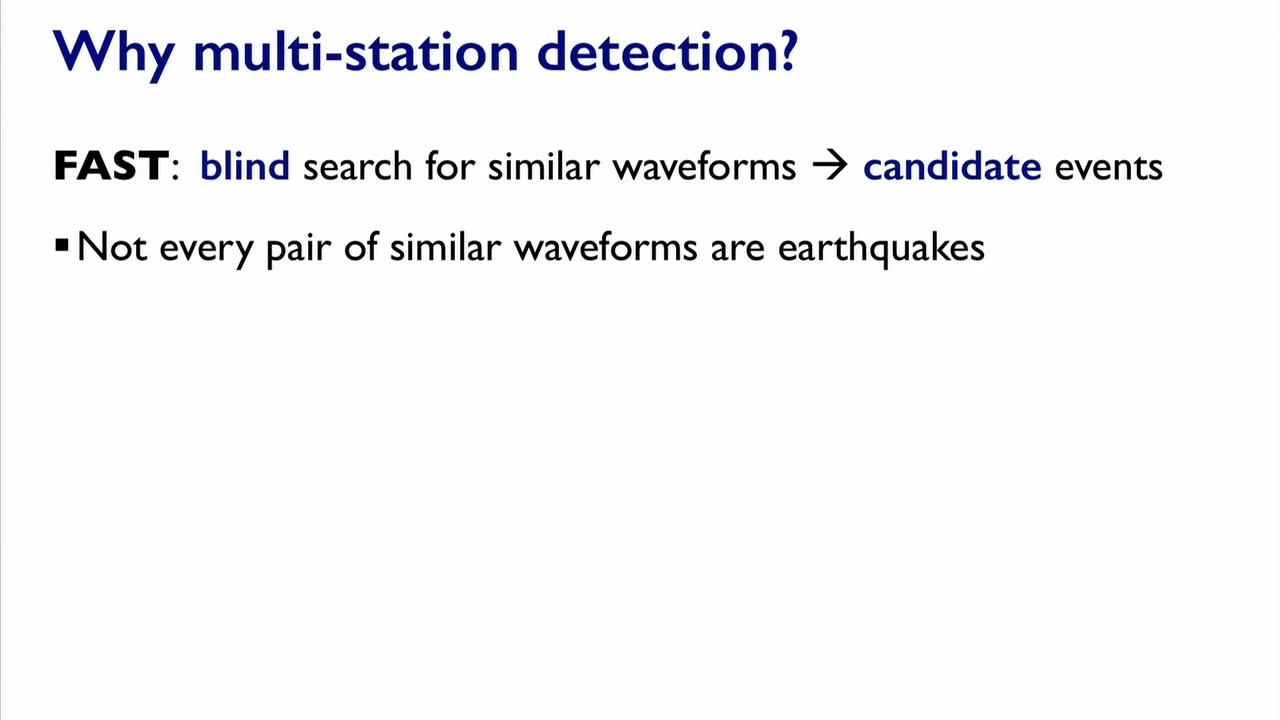 Why multi-station detection?
FAST: blind search for similar waveforms → candidate events
▪ Not every pair of similar waveforms are earthquakes